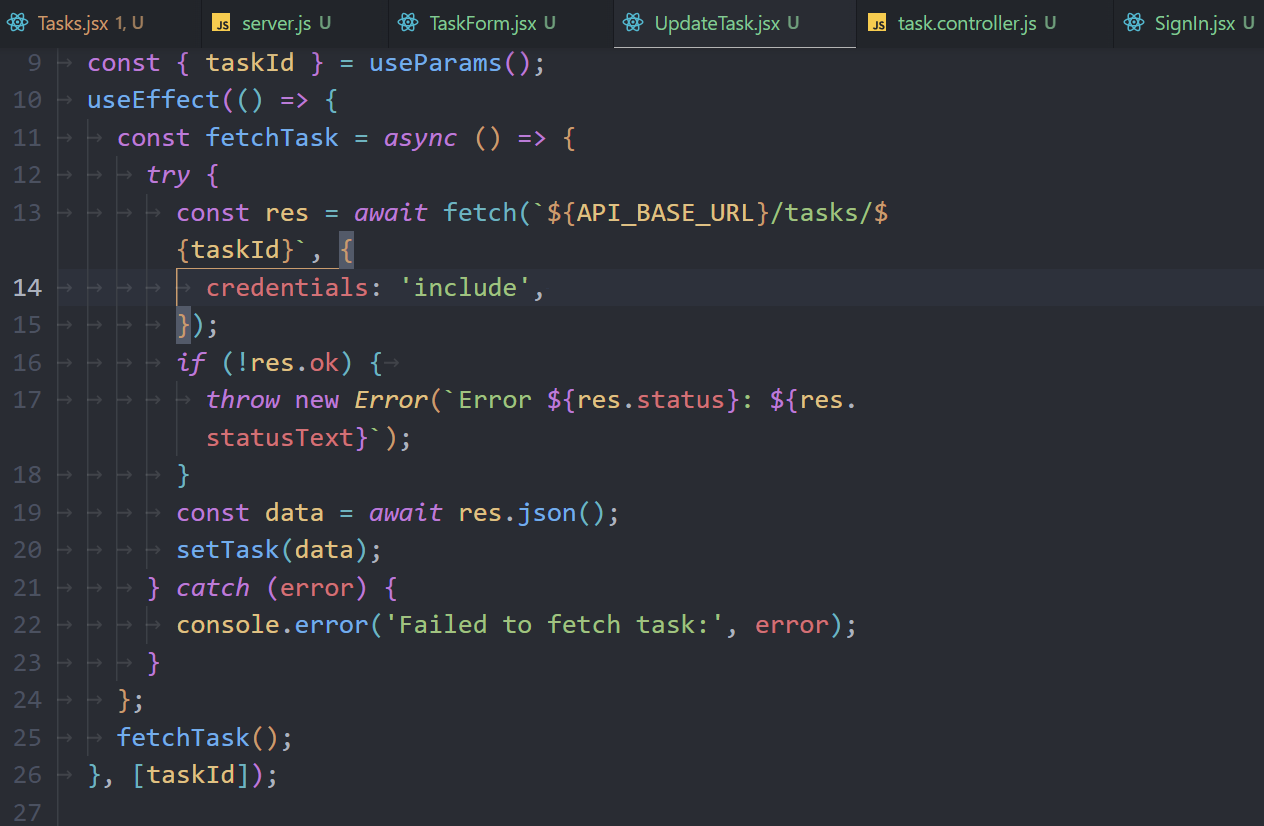 Tasks.jsx 1, U JS server.js U TaskForm.jsx U UpdateTask.jsx U JS task.controller.js U SignIn.jsx U
9 const { taskId } = useParams();
10 useEffect(() => {
11 const fetchTask = async () => {
12 try {
13 const res = await fetch(`${API_BASE_URL}/tasks/$
{taskId}`, {
14 credentials: 'include',
15 });
16 if (!res.ok) {
17 throw new Error(`Error ${res.status}: ${res.
statusText}`);
18 }
19 const data = await res.json();
20 setTask(data);
21 } catch (error) {
22 console.error('Failed to fetch task:', error);
23 }
24 };
25 fetchTask();
26 }, [taskId]);
27